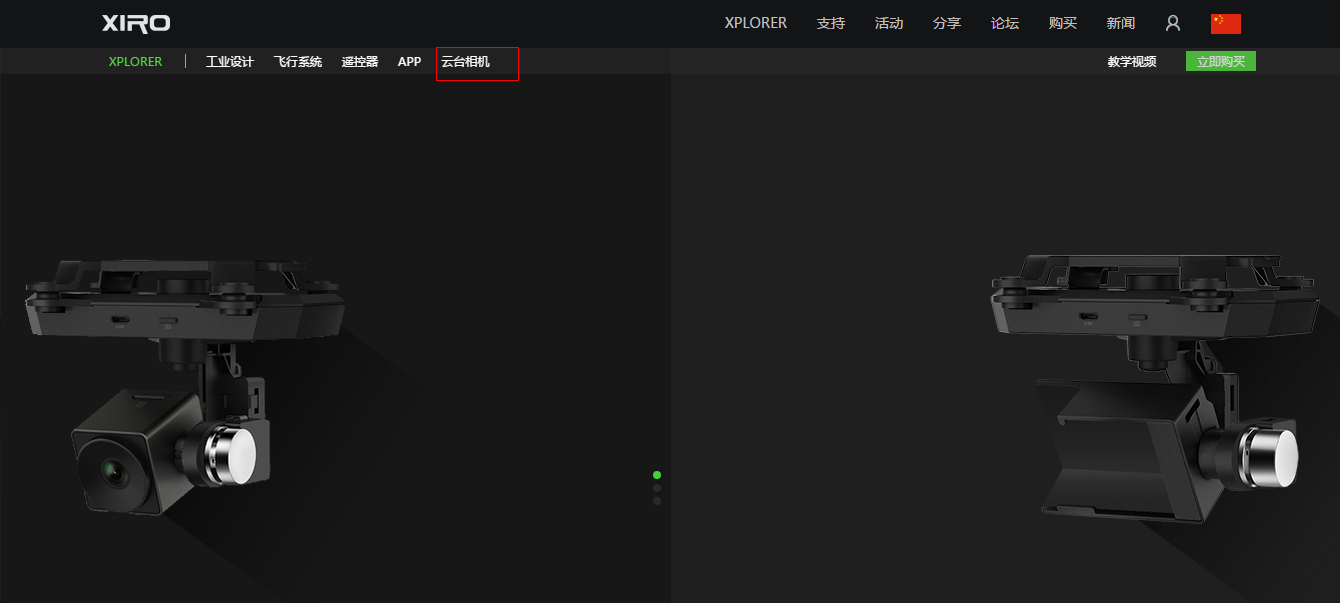 XIRO XPLORER 支持 活动 分享 论坛 购买 新闻
XPLORER | 工业设计 飞行系统 遥控器 APP 云台相机 教学视频 立即购买